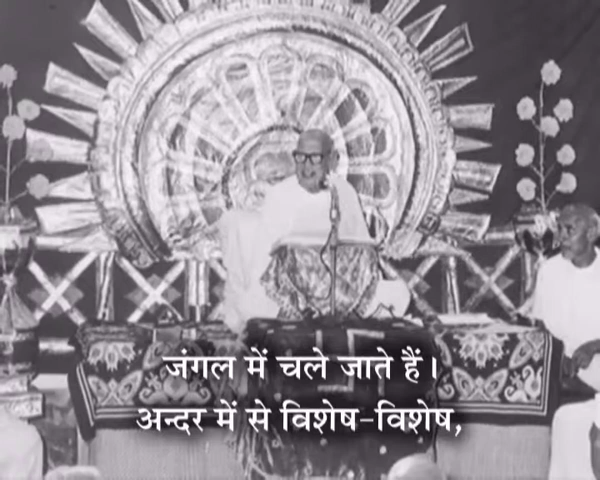 जंगल में चले जाते हैं।
अन्दर में से विशेष-विशेष,